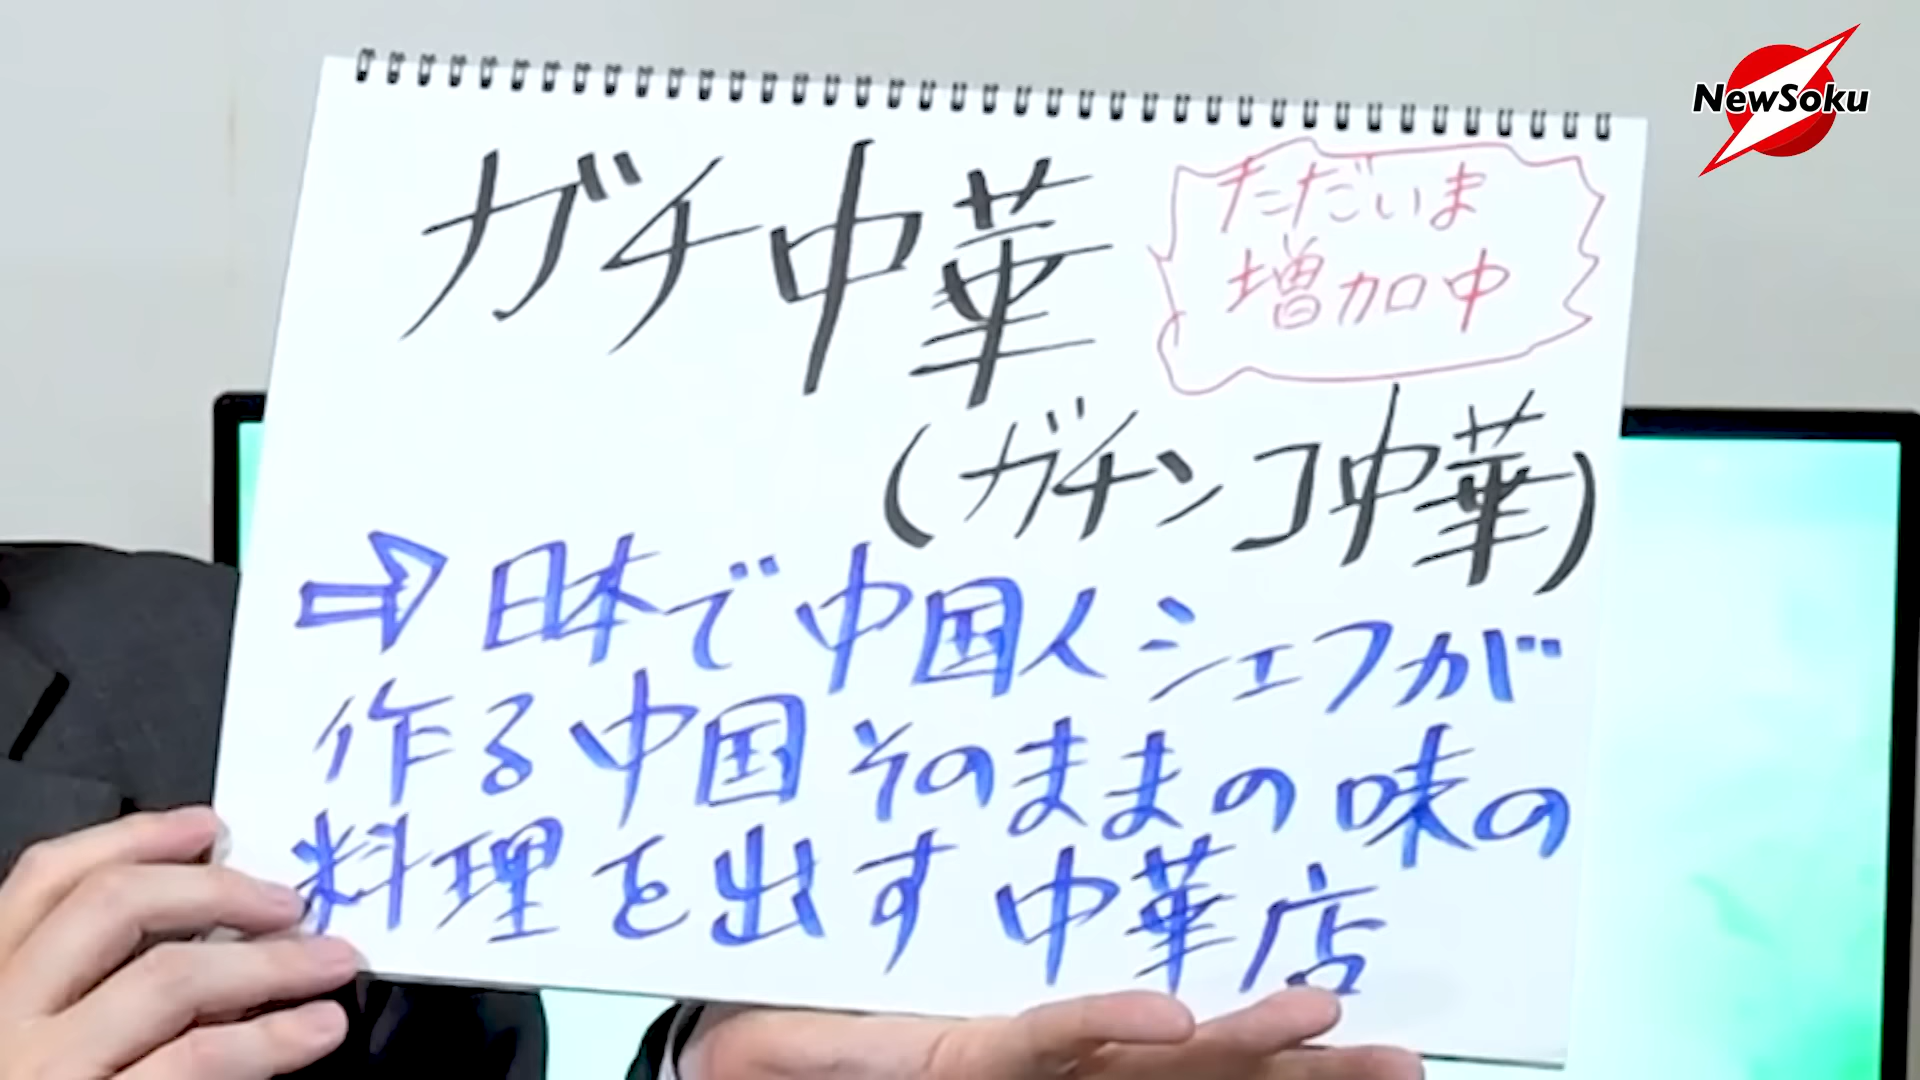 NewSoku
ガチ中華
ただいま
増加中
(ガチンコ中華)
⇒日本で中国人シェフが
作る中国そのままの味の
料理を出す中華店